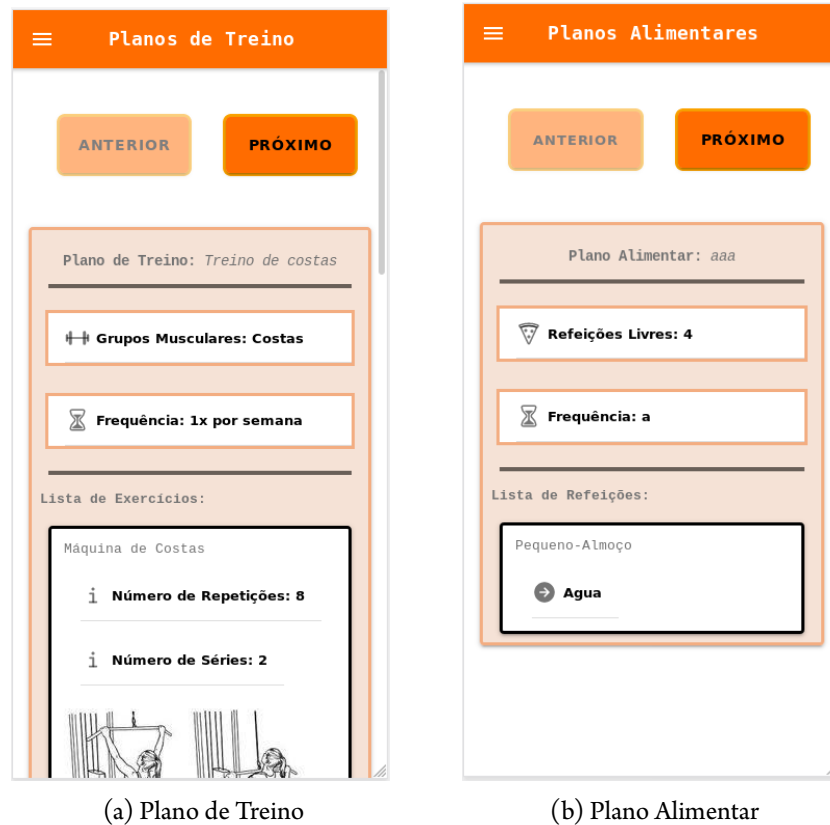 Planos de Treino
ANTERIOR PRÓXIMO
Plano de Treino: Treino de costas
Grupos Musculares: Costas
Frequência: 1x por semana
Lista de Exercícios:
Máquina de Costas
Número de Repetições: 8
Número de Séries: 2
(a) Plano de Treino
Planos Alimentares
ANTERIOR PRÓXIMO
Plano Alimentar: aaa
Refeições Livres: 4
Frequência: a
Lista de Refeições:
Pequeno-Almoço
Agua
(b) Plano Alimentar